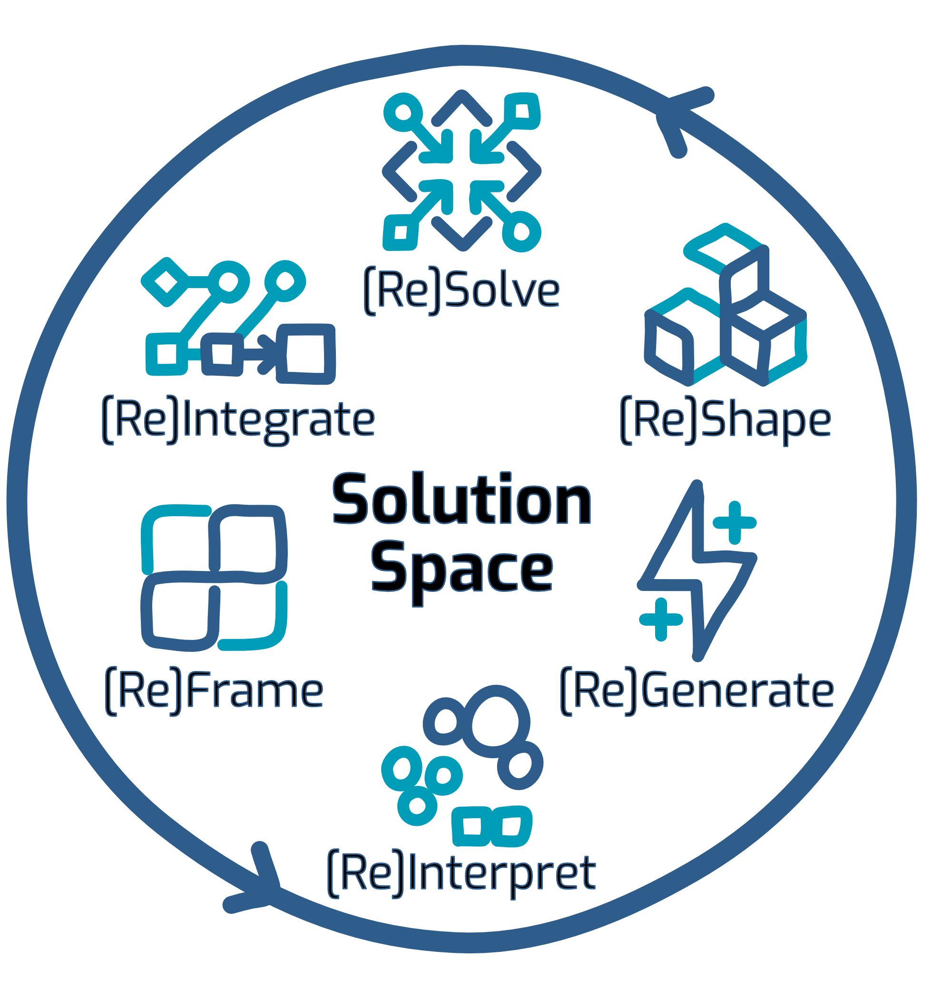 (Re)Solve
(Re)Integrate
(Re)Shape
Solution
Space
(Re)Frame
(Re)Generate
(Re)Interpret